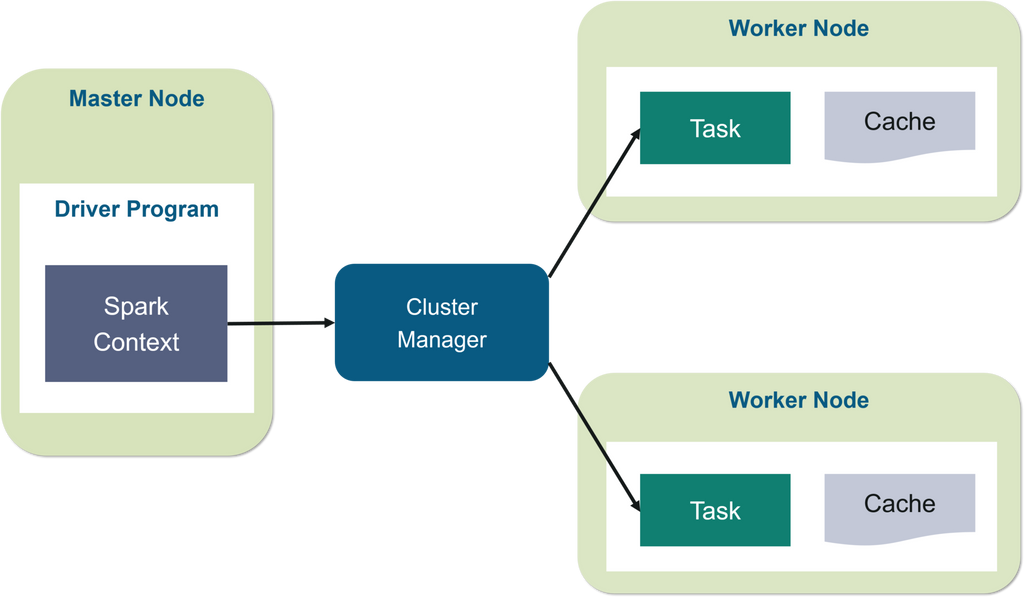 Master Node
Driver Program
Spark
Context
Cluster
Manager
Worker Node
Task
Cache
Worker Node
Task
Cache